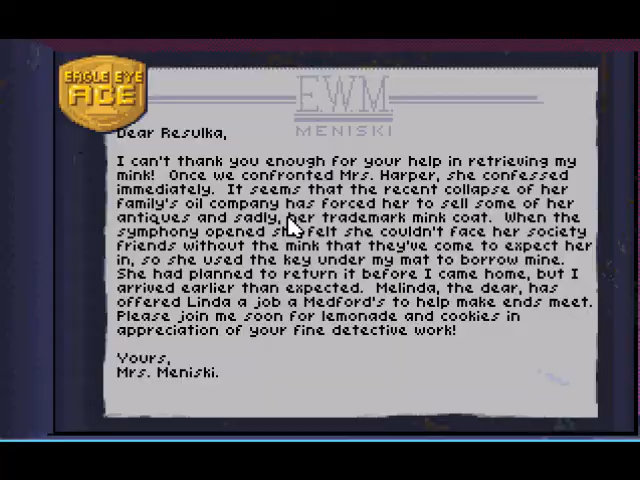 EAGLE EYE
ACE
E.W.M.
MENISKI
Dear Resulka,
I can't thank you enough for your help in retrieving my
mink! Once we confronted Mrs. Harper, she confessed
immediately. It seems that the recent collapse of her
family's oil company has forced her to sell some of her
antiques and sadly, her trademark mink coat. When the
symphony opened she felt she couldn't face her society
friends without the mink that they've come to expect her
in, so she used the key under my mat to borrow mine.
She had planned to return it before I came home, but I
arrived earlier than expected. Melinda, the dear, has
offered Linda a job a Medford's to help make ends meet.
Please join me soon for lemonade and cookies in
appreciation of your fine detective work!
Yours,
Mrs. Meniski.